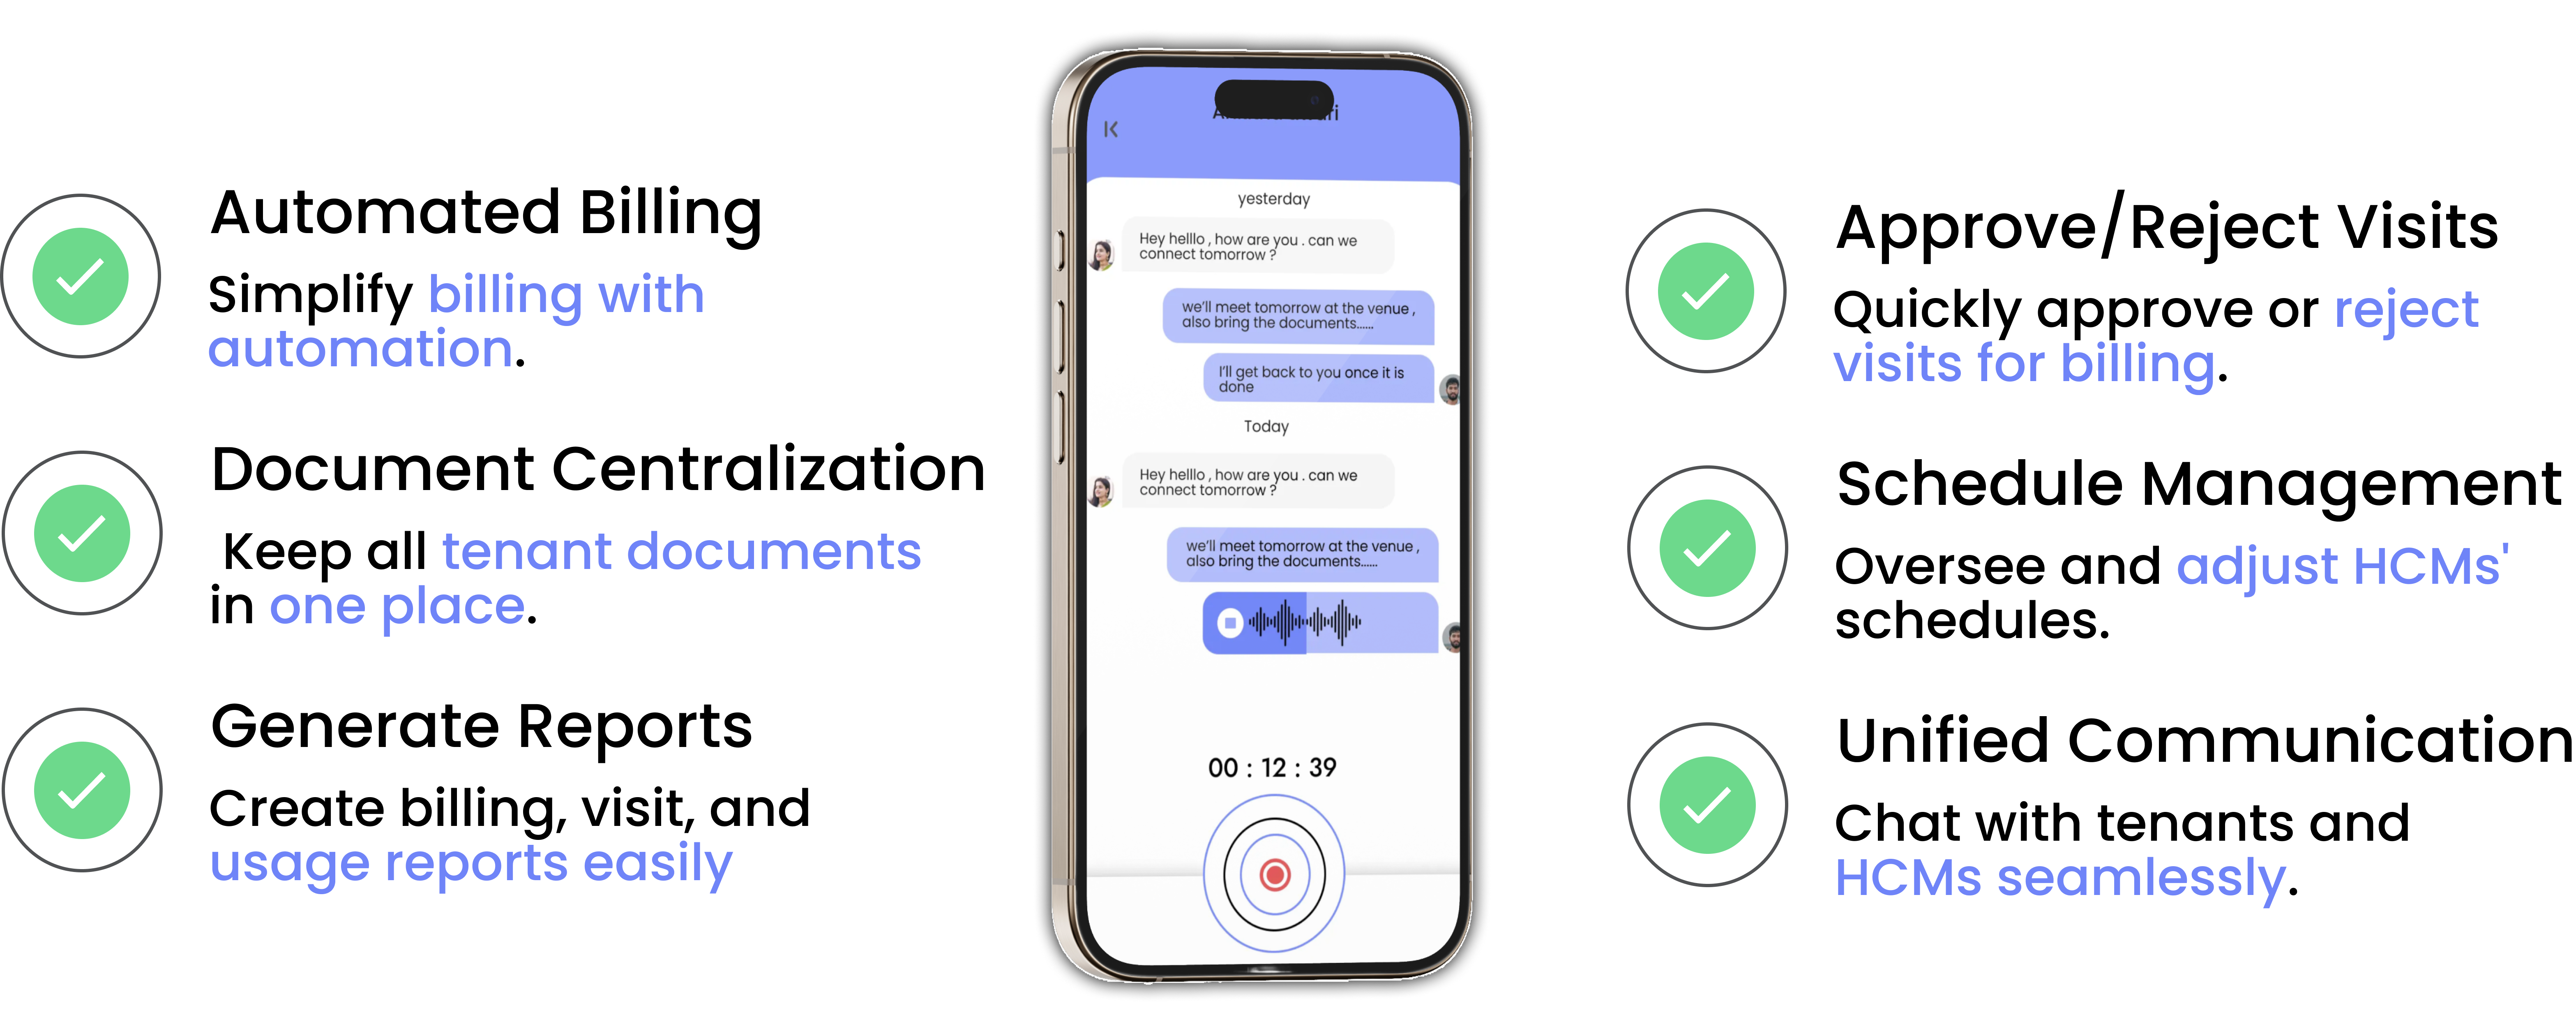 Automated Billing
Simplify billing with
automation.
Document Centralization
Keep all tenant documents
in one place.
Generate Reports
Create billing, visit, and
usage reports easily
yesterday
Hey helllo , how are you . can we
connect tomorrow ?
we'll meet tomorrow at the venue ,
also bring the documents......
I'll get back to you once it is
done
Today
Hey helllo , how are you . can we
connect tomorrow ?
we'll meet tomorrow at the venue ,
also bring the documents......
00 : 12 : 39
Approve/Reject Visits
Quickly approve or reject
visits for billing.
Schedule Management
Oversee and adjust HCMs'
schedules.
Unified Communication
Chat with tenants and
HCMs seamlessly.